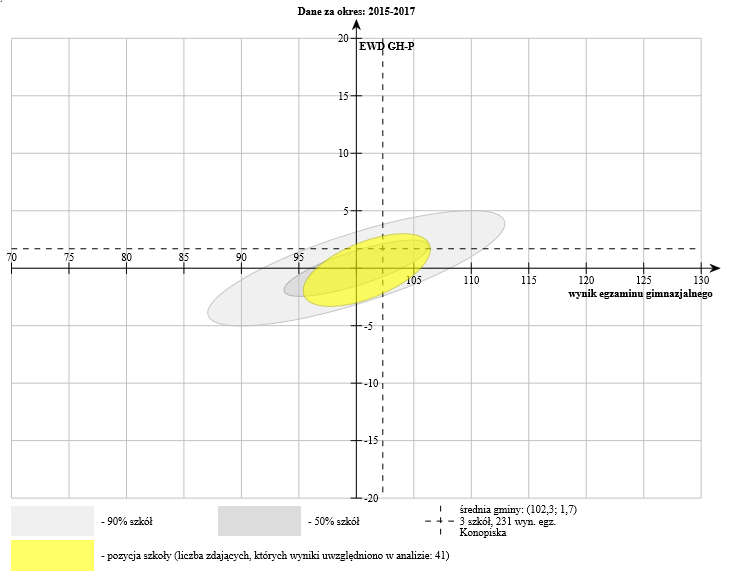 Dane za okres: 2015-2017
EWD GH-P
20
15
10
5
70 75 80 85 90 95 105 110 115 120 125 130
wynik egzaminu gimnazjalnego
-5
-10
-15
-20
- 90% szkół - 50% szkół
średnia gminy: (102,3; 1,7)
3 szkół, 231 wyn. egz.
Konopiska
- pozycja szkoły (liczba zdających, których wyniki uwzględniono w analizie: 41)